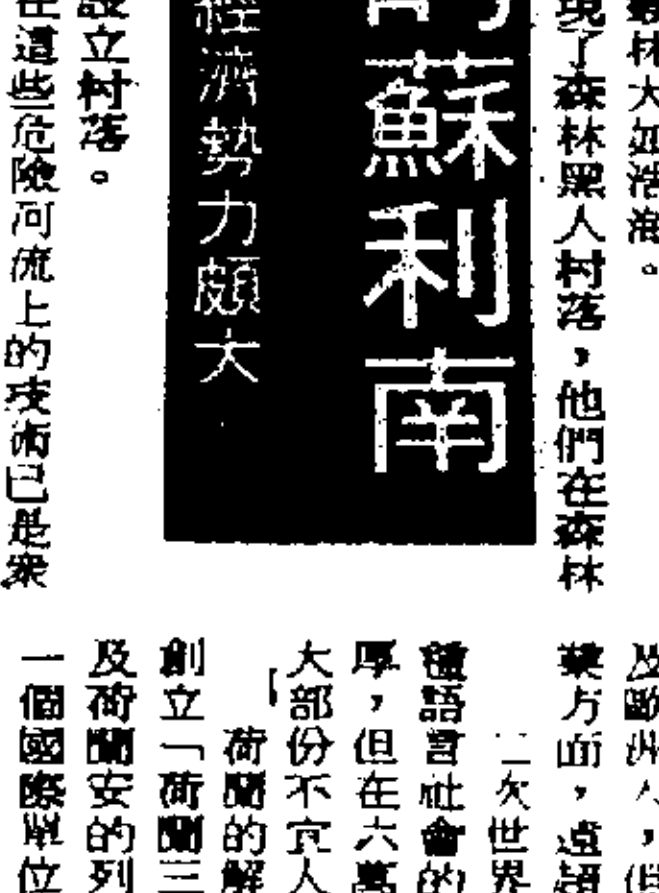 林大如浩海。
現了森林黑人村落，他們在森林
的蘇利南
經濟勢力頗大
設立村落。
在這些危險河流上的技術已是衆
及歐洲人，但
業方面，這語
二次世界
種語言社會的
厚，但在六萬
大部份不宜人
荷蘭的解
創立「荷蘭三
及荷蘭安的列
一個國際單位